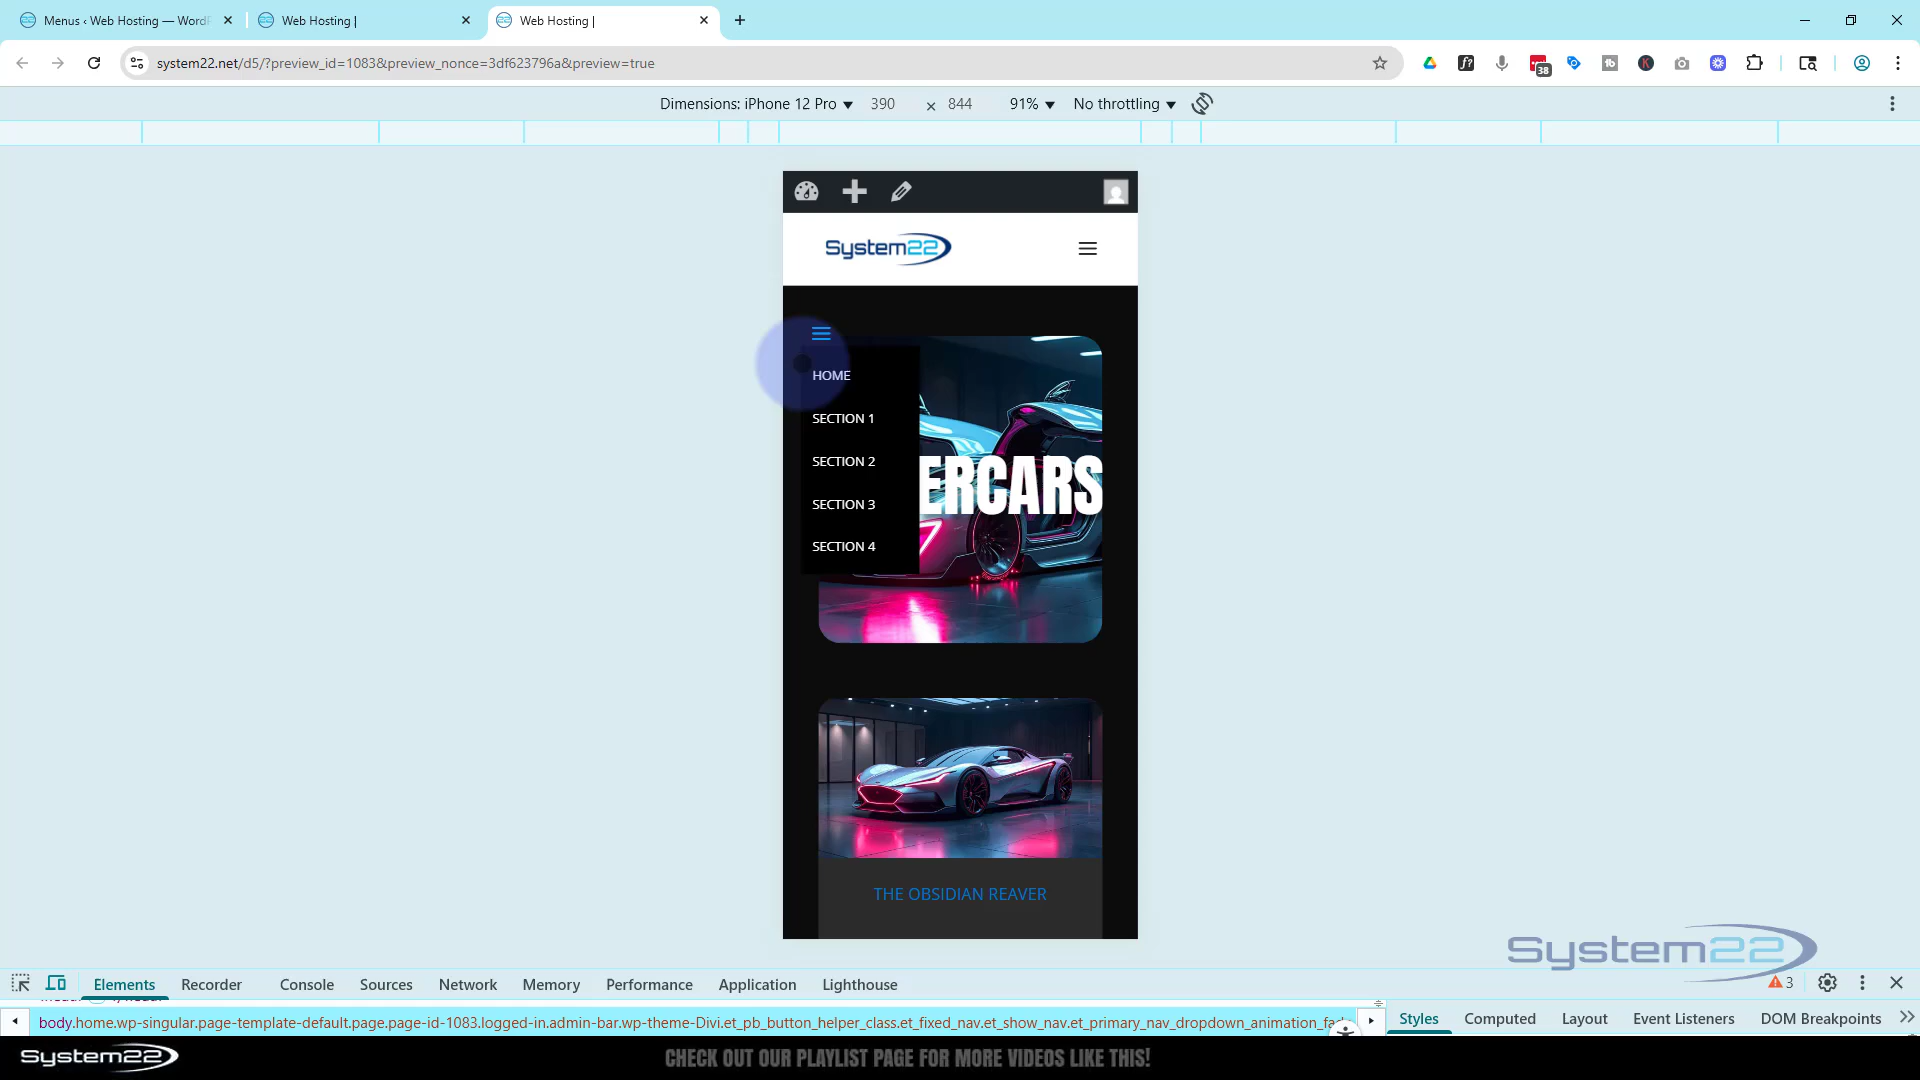 Menus ‹ Web Hosting — WordP
Web Hosting |
Web Hosting |
system22.net/d5/?preview_id=1083&preview_nonce=3df623796a&preview=true
38
Dimensions: iPhone 12 Pro ▼ 390 × 844 91% ▼ No throttling ▼
System22
HOME
SECTION 1
SECTION 2
SECTION 3
SECTION 4
ERCARS
THE OBSIDIAN REAVER
System22
Elements Recorder Console Sources Network Memory Performance Application Lighthouse
3
body.home.wp-singular.page-template-default.page.page-id-1083.logged-in.admin-bar.wp-theme-Divi.et_pb_button_helper_class.et_fixed_nav.et_show_nav.et_primary_nav_dropdown_animation_fad
Styles Computed Layout Event Listeners DOM Breakpoints
System22
CHECK OUT OUR PLAYLIST PAGE FOR MORE VIDEOS LIKE THIS!